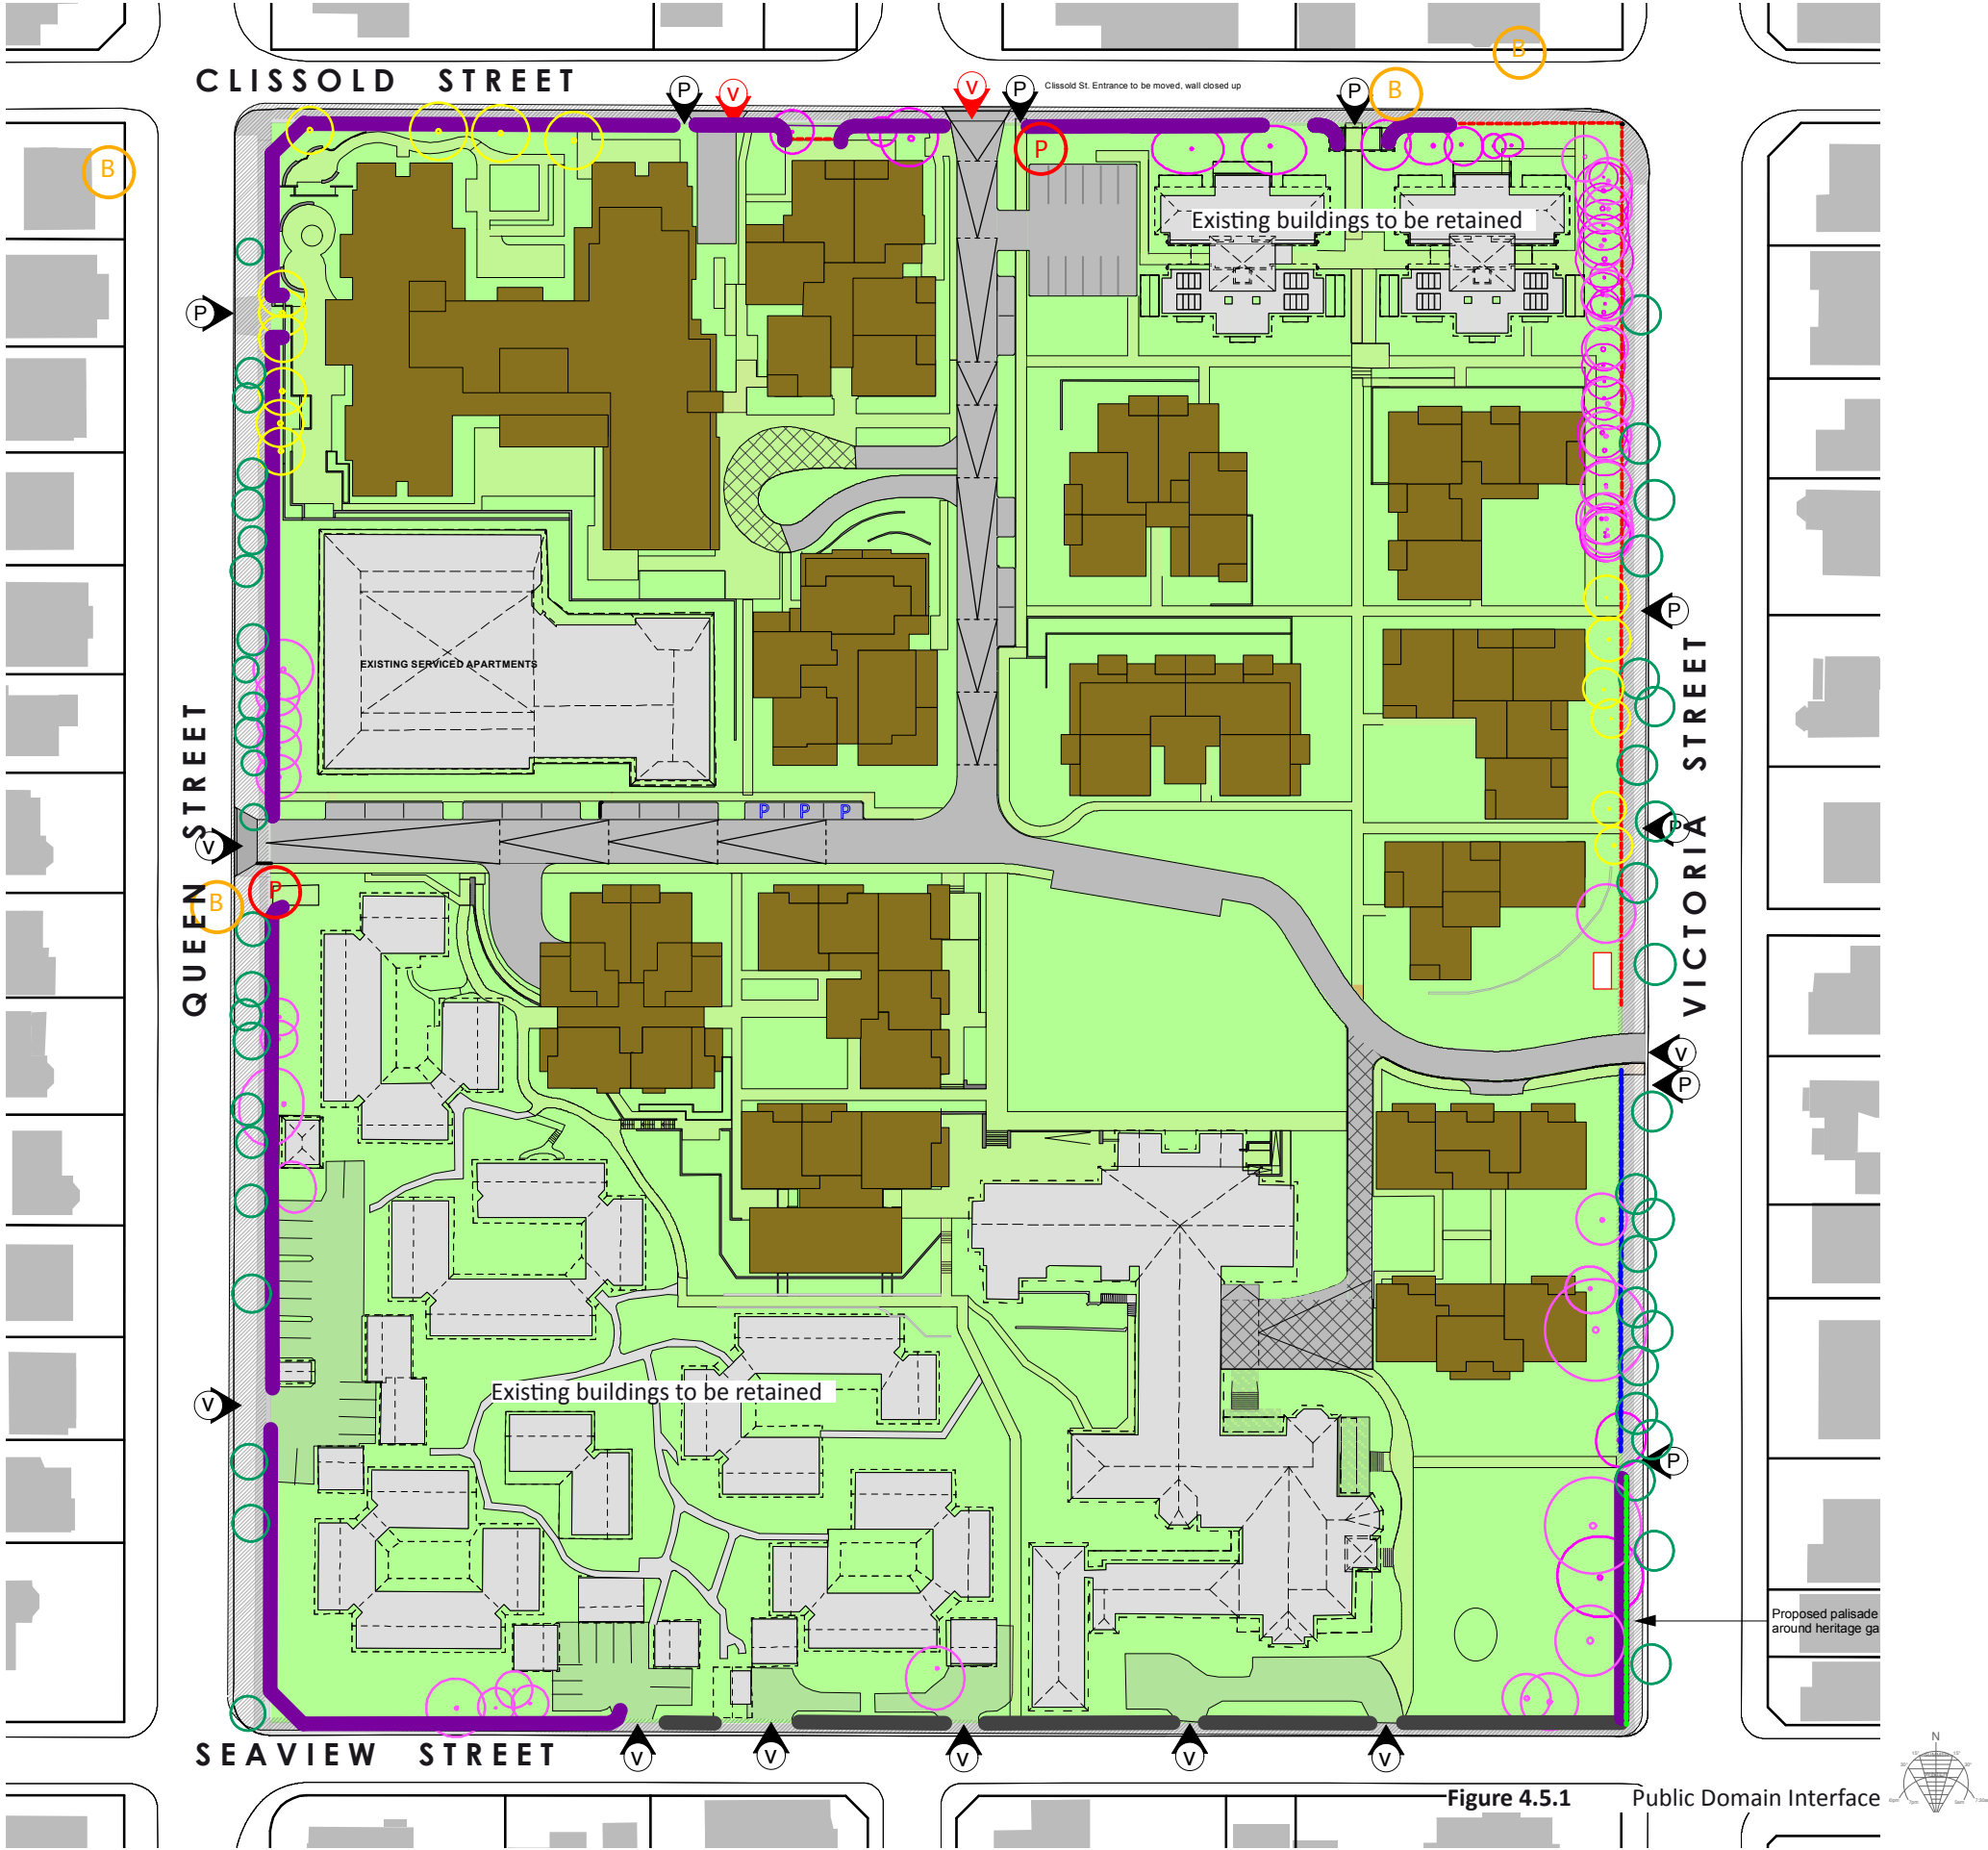 B
CLISSOLD STREET
P
V
V
P
Clissold St. Entrance to be moved, wall closed up
P
B
P
B
Existing buildings to be retained
P
P
EXISTING SERVICED APARTMENTS
QUEEN STREET
VICTORIA STREET
P P P
P
V
P
B
V
P
Existing buildings to be retained
V
P
Proposed palisade
around heritage ga
SEAVIEW STREET
V
V
V
V
V
N
Figure 4.5.1 Public Domain Interface